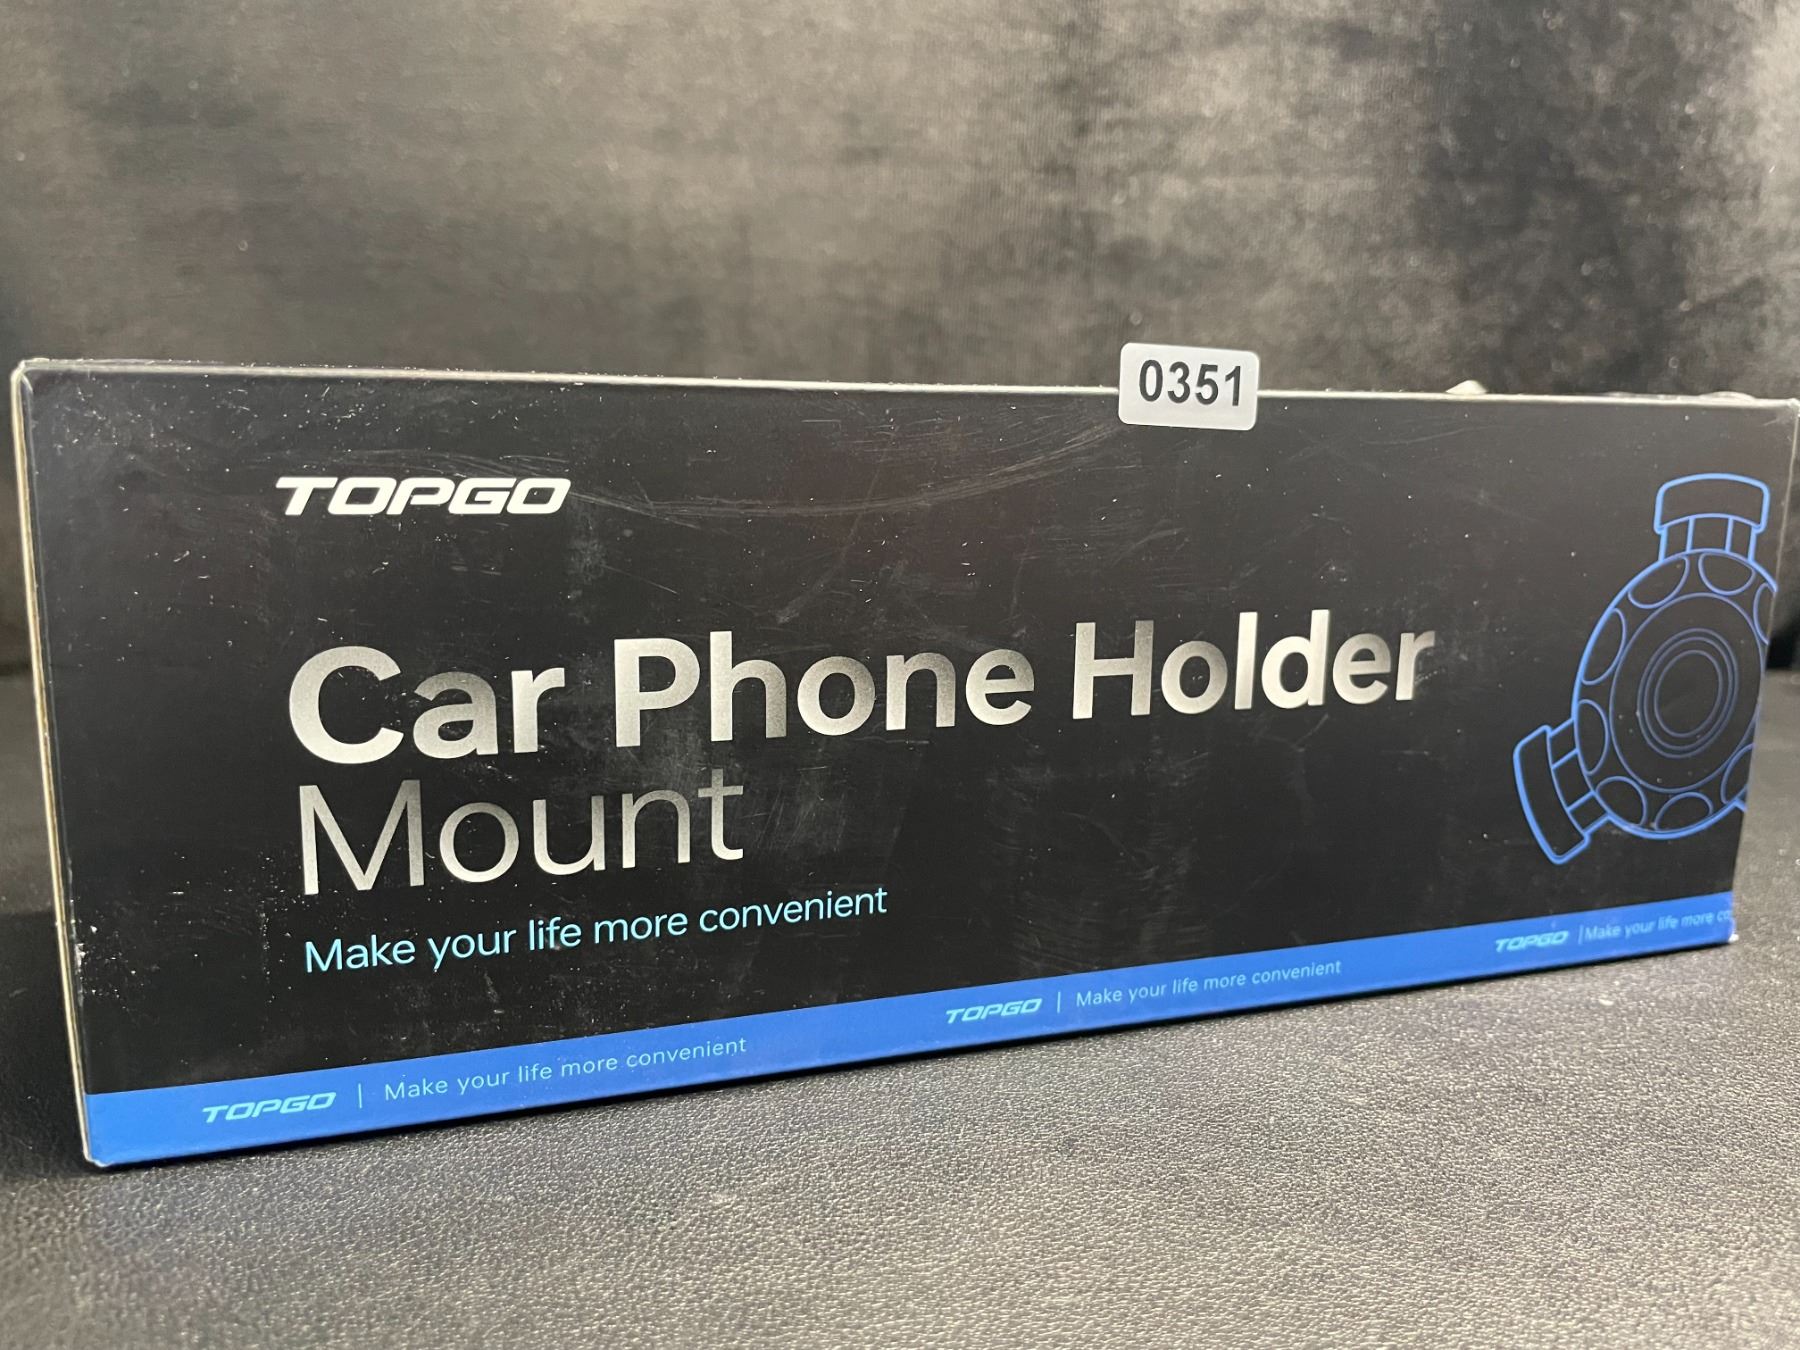 0351
TOPGO
Car Phone Holder
Mount
Make your life more convenient
TOPGO | Make your life more convenient
TOPGO | Make your life more convenient
TOPGO | Make your life more co